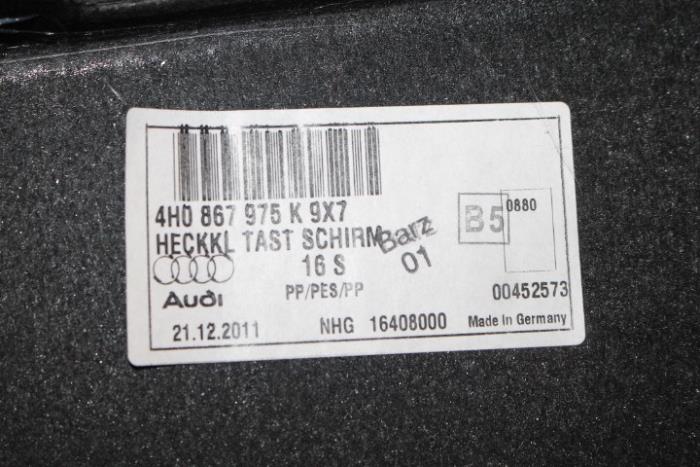 4H0 867 975 K 9X7
HECKKL TAST SCHIRM
16 S
Barz
01
B5
0880
Audi
PP/PES/PP
00452573
21.12.2011
NHG 16408000
Made in Germany